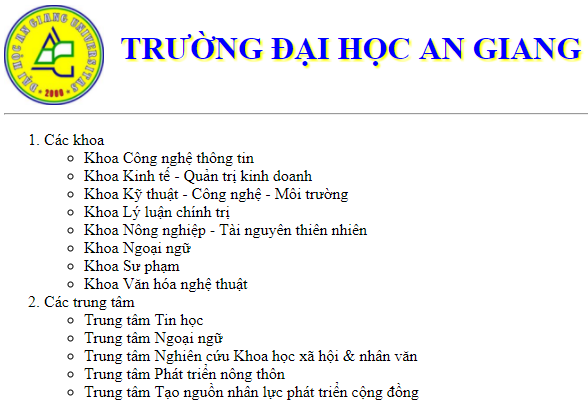 ĐẠI HỌC AN GIANG UNIVERSITAS
2000
TRƯỜNG ĐẠI HỌC AN GIANG
1. Các khoa
Khoa Công nghệ thông tin
Khoa Kinh tế - Quản trị kinh doanh
Khoa Kỹ thuật - Công nghệ - Môi trường
Khoa Lý luận chính trị
Khoa Nông nghiệp - Tài nguyên thiên nhiên
Khoa Ngoại ngữ
Khoa Sư phạm
Khoa Văn hóa nghệ thuật
2. Các trung tâm
Trung tâm Tin học
Trung tâm Ngoại ngữ
Trung tâm Nghiên cứu Khoa học xã hội & nhân văn
Trung tâm Phát triển nông thôn
Trung tâm Tạo nguồn nhân lực phát triển cộng đồng